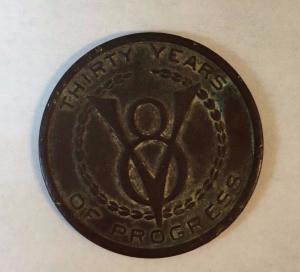 THIRTY YEARS
V8
OF PROGRESS